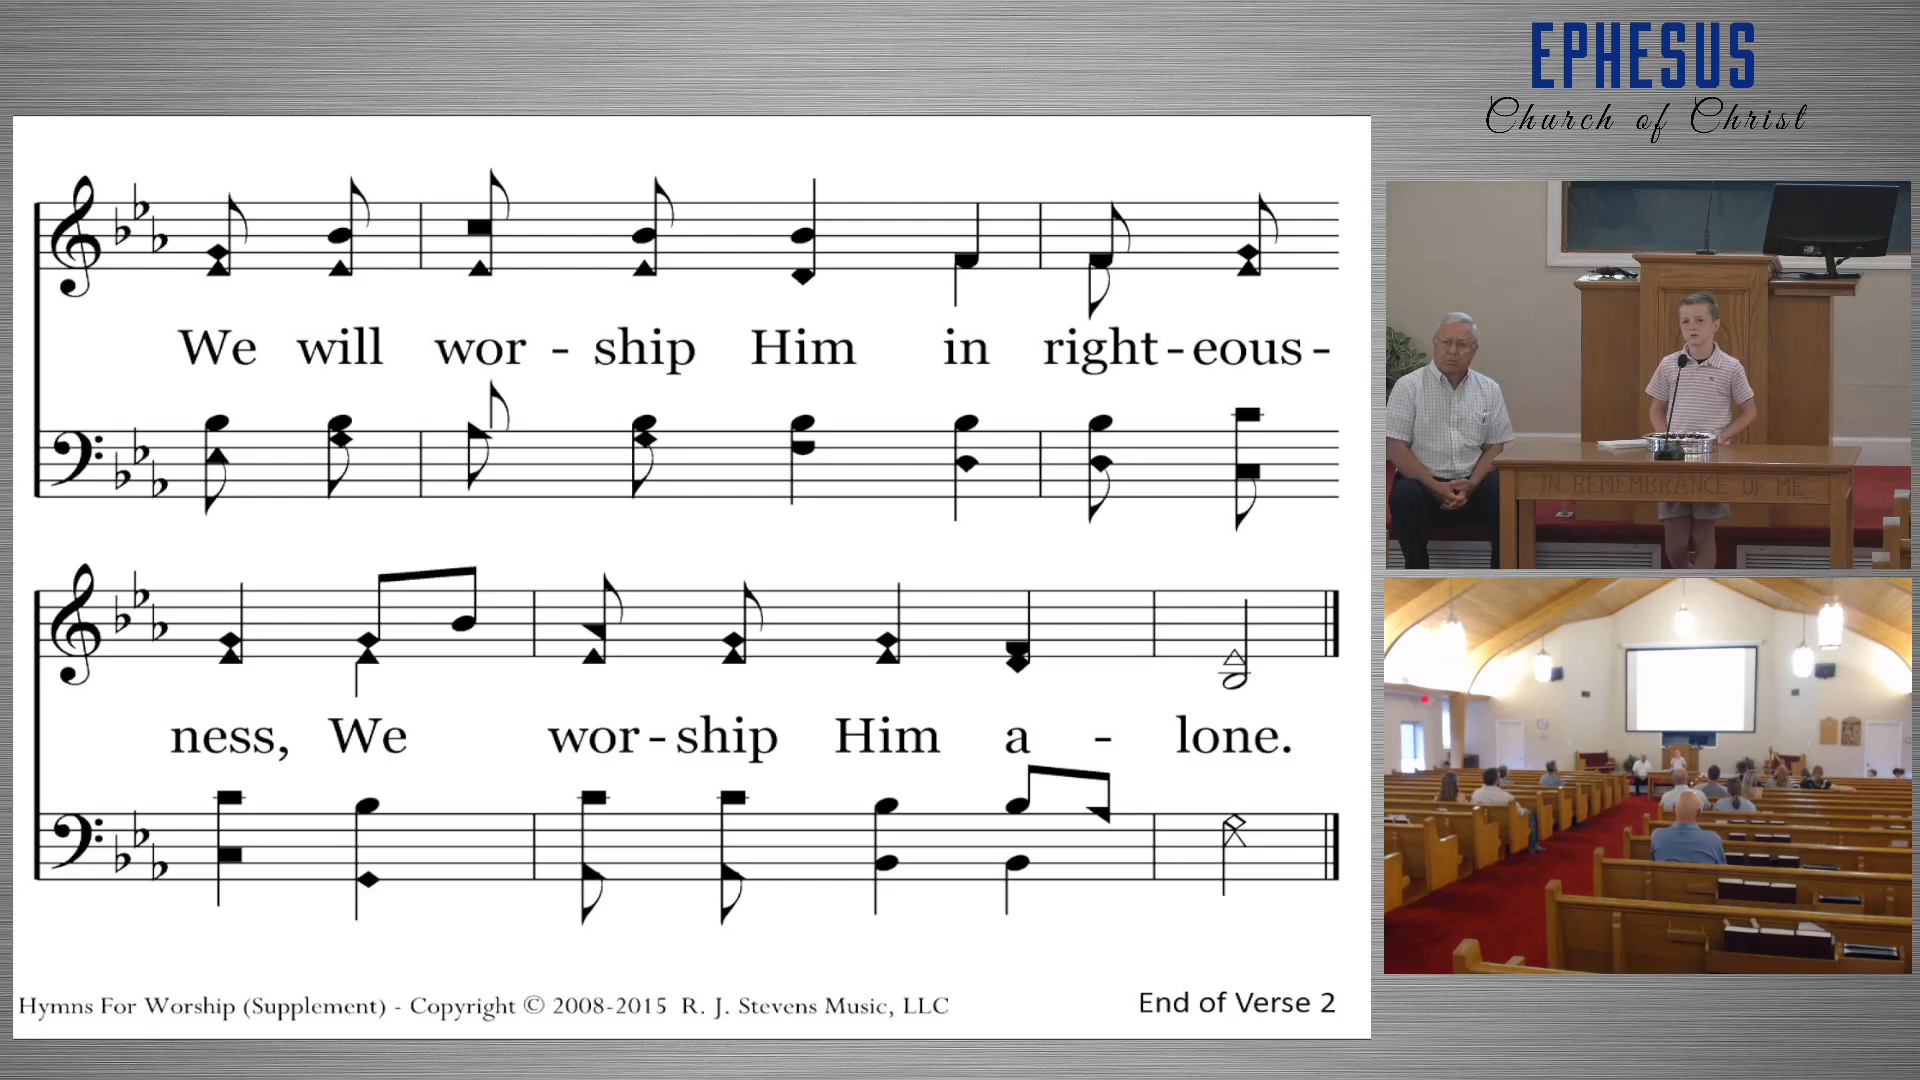 EPHESUS
Church of Christ
We will wor - ship Him in right - eous -
ness, We wor - ship Him a - lone.
Hymns For Worship (Supplement) - Copyright © 2008-2015 R. J. Stevens Music, LLC
End of Verse 2
IN REMEMBRANCE OF ME